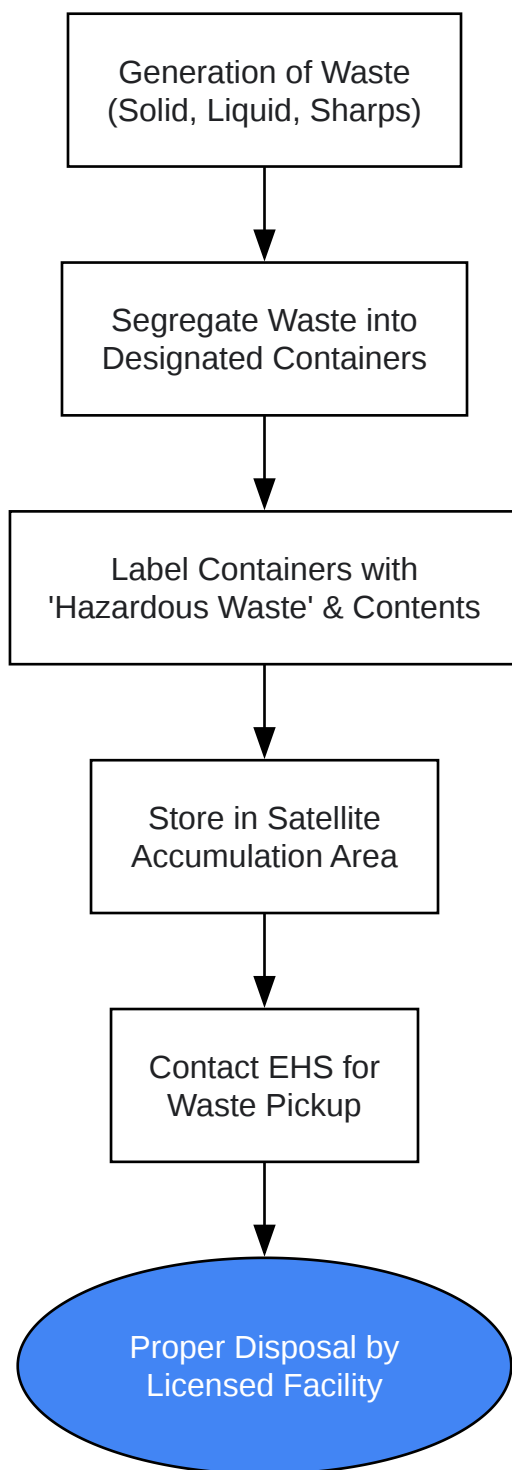 Generation of Waste
(Solid, Liquid, Sharps)
Segregate Waste into
Designated Containers
Label Containers with
'Hazardous Waste' & Contents
Store in Satellite
Accumulation Area
Contact EHS for
Waste Pickup
Proper Disposal by
Licensed Facility